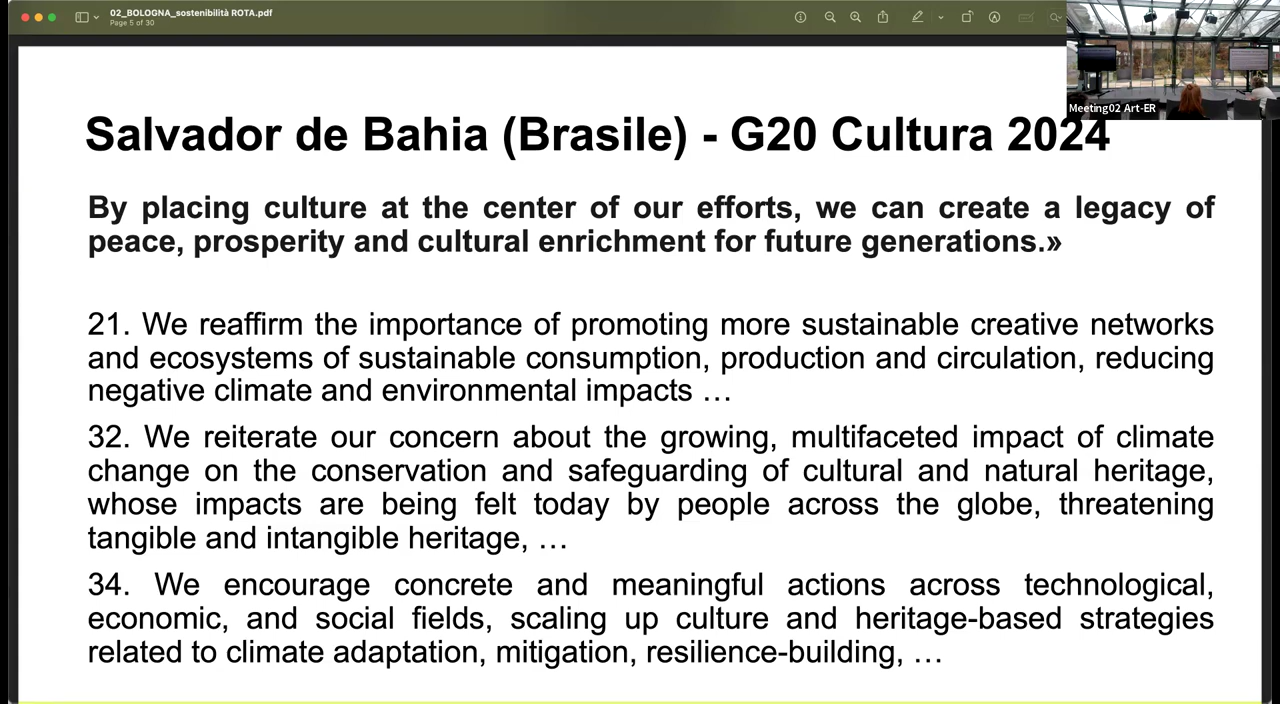 02_BOLOGNA_sostenibilità ROTA.pdf
Page 5 of 30
Meeting02 Art-ER
Salvador de Bahia (Brasile) - G20 Cultura 2024
By placing culture at the center of our efforts, we can create a legacy of
peace, prosperity and cultural enrichment for future generations.»
21. We reaffirm the importance of promoting more sustainable creative networks
and ecosystems of sustainable consumption, production and circulation, reducing
negative climate and environmental impacts …
32. We reiterate our concern about the growing, multifaceted impact of climate
change on the conservation and safeguarding of cultural and natural heritage,
whose impacts are being felt today by people across the globe, threatening
tangible and intangible heritage, …
34. We encourage concrete and meaningful actions across technological,
economic, and social fields, scaling up culture and heritage-based strategies
related to climate adaptation, mitigation, resilience-building, …